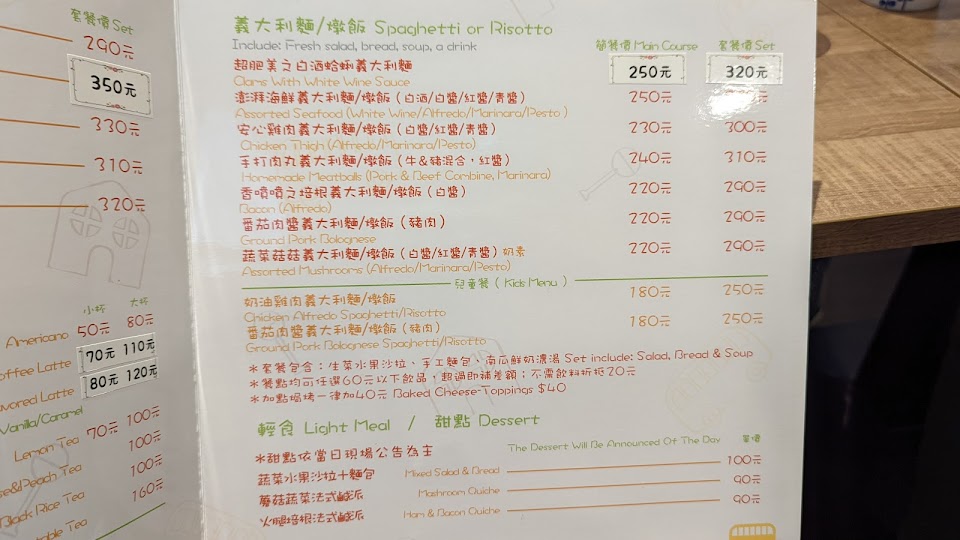 套餐價 Set
290元
350元
330元
310元
320元
小杯 大杯
Americano 50元 80元
offee Latte 70元 110元
avored Latte 80元 120元
Vanilla/Caramel
Lemon Tea 70元 100元
se&Peach Tea 100元
Black Rice Tea 100元
160元
義大利麵/燉飯 Spaghetti or Risotto
Include: Fresh salad, bread, soup, a drink
簡餐價 Main Course 套餐價 Set
超肥美之白酒蛤蜊義大利麵 250元 320元
Clams With White Wine Sauce
澎湃海鮮義大利麵/燉飯（白酒/白醬/紅醬/青醬） 250元
Assorted Seafood (White Wine/Alfredo/Marinara/Pesto )
安心雞肉義大利麵/燉飯（白醬/紅醬/青醬） 230元 300元
Chicken Thigh (Alfredo/Marinara/Pesto)
手打肉丸義大利麵/燉飯（牛&豬混合，紅醬） 240元 310元
Homemade Meatballs (Pork & Beef Combine, Marinara)
香噴噴之培根義大利麵/燉飯（白醬） 220元 290元
Bacon (Alfredo)
番茄肉醬義大利麵/燉飯（豬肉） 220元 290元
Ground Pork Bolognese
蔬菜菇菇義大利麵/燉飯（白醬/紅醬/青醬）奶素 220元 290元
Assorted Mushrooms (Alfredo/Marinara/Pesto)
兒童餐（ Kids Menu ）
奶油雞肉義大利麵/燉飯 180元 250元
Chicken Alfredo Spaghetti/Risotto
番茄肉醬義大利麵/燉飯（豬肉） 180元 250元
Ground Pork Bolognese Spaghetti/Risotto
＊套餐包含：生菜水果沙拉、手工麵包、南瓜鮮奶濃湯 Set include: Salad, Bread & Soup
＊餐點均可任選60元以下飲品，超過即補差額；不需飲料折抵20元
＊加點焗烤一律加40元 Baked Cheese-Toppings $40
輕食 Light Meal / 甜點 Dessert
＊甜點依當日現場公告為主 The Dessert Will Be Announced Of The Day 單價
蔬菜水果沙拉＋麵包 Mixed Salad & Bread 100元
蘑菇蔬菜法式鹹派 Mashroom Quiche 90元
火腿培根法式鹹派 Ham & Bacon Quiche 90元